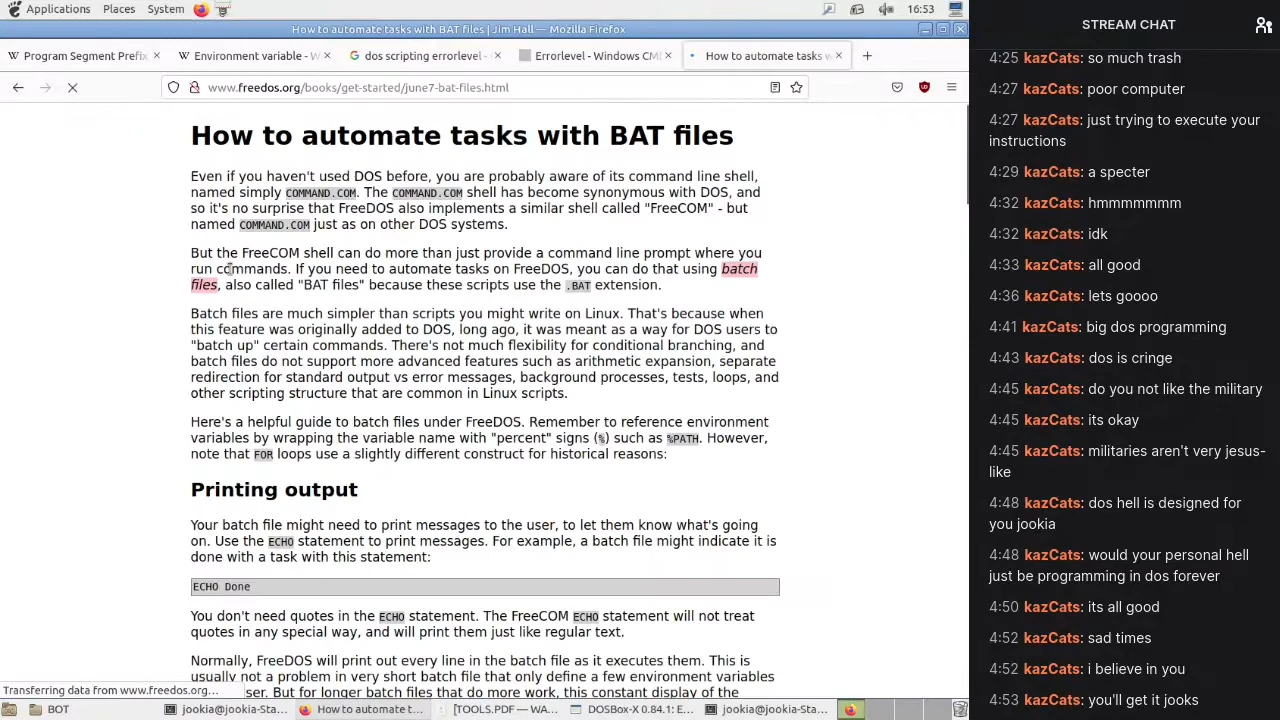 Applications Places System 16:53
How to automate tasks with BAT files | Jim Hall — Mozilla Firefox
Program Segment Prefix Environment variable - W dos scripting errorlevel - Errorlevel - Windows CM How to automate tasks w
www.freedos.org/books/get-started/june7-bat-files.html
How to automate tasks with BAT files
Even if you haven't used DOS before, you are probably aware of its command line shell,
named simply COMMAND.COM. The COMMAND.COM shell has become synonymous with DOS, and
so it's no surprise that FreeDOS also implements a similar shell called "FreeCOM" - but
named COMMAND.COM just as on other DOS systems.
But the FreeCOM shell can do more than just provide a command line prompt where you
run commands. If you need to automate tasks on FreeDOS, you can do that using batch
files, also called "BAT files" because these scripts use the .BAT extension.
Batch files are much simpler than scripts you might write on Linux. That's because when
this feature was originally added to DOS, long ago, it was meant as a way for DOS users to
"batch up" certain commands. There's not much flexibility for conditional branching, and
batch files do not support more advanced features such as arithmetic expansion, separate
redirection for standard output vs error messages, background processes, tests, loops, and
other scripting structure that are common in Linux scripts.
Here's a helpful guide to batch files under FreeDOS. Remember to reference environment
variables by wrapping the variable name with "percent" signs (%) such as %PATH. However,
note that FOR loops use a slightly different construct for historical reasons:
Printing output
Your batch file might need to print messages to the user, to let them know what's going
on. Use the ECHO statement to print messages. For example, a batch file might indicate it is
done with a task with this statement:
ECHO Done
You don't need quotes in the ECHO statement. The FreeCOM ECHO statement will not treat
quotes in any special way, and will print them just like regular text.
Normally, FreeDOS will print out every line in the batch file as it executes them. This is
usually not a problem in very short batch file that only define a few environment variables
ser. But for longer batch files that do more work, this constant display of the
Transferring data from www.freedos.org...
BOT jookia@jookia-Sta... How to automate t... [TOOLS.PDF — WA... DOSBox-X 0.84.1: E... jookia@jookia-Sta...
STREAM CHAT
4:25 kazCats: so much trash
4:27 kazCats: poor computer
4:27 kazCats: just trying to execute your
instructions
4:29 kazCats: a specter
4:32 kazCats: hmmmmmmm
4:32 kazCats: idk
4:33 kazCats: all good
4:36 kazCats: lets goooo
4:41 kazCats: big dos programming
4:43 kazCats: dos is cringe
4:45 kazCats: do you not like the military
4:45 kazCats: its okay
4:45 kazCats: militaries aren't very jesus-
like
4:48 kazCats: dos hell is designed for
you jookia
4:48 kazCats: would your personal hell
just be programming in dos forever
4:50 kazCats: its all good
4:52 kazCats: sad times
4:52 kazCats: i believe in you
4:53 kazCats: you'll get it jooks